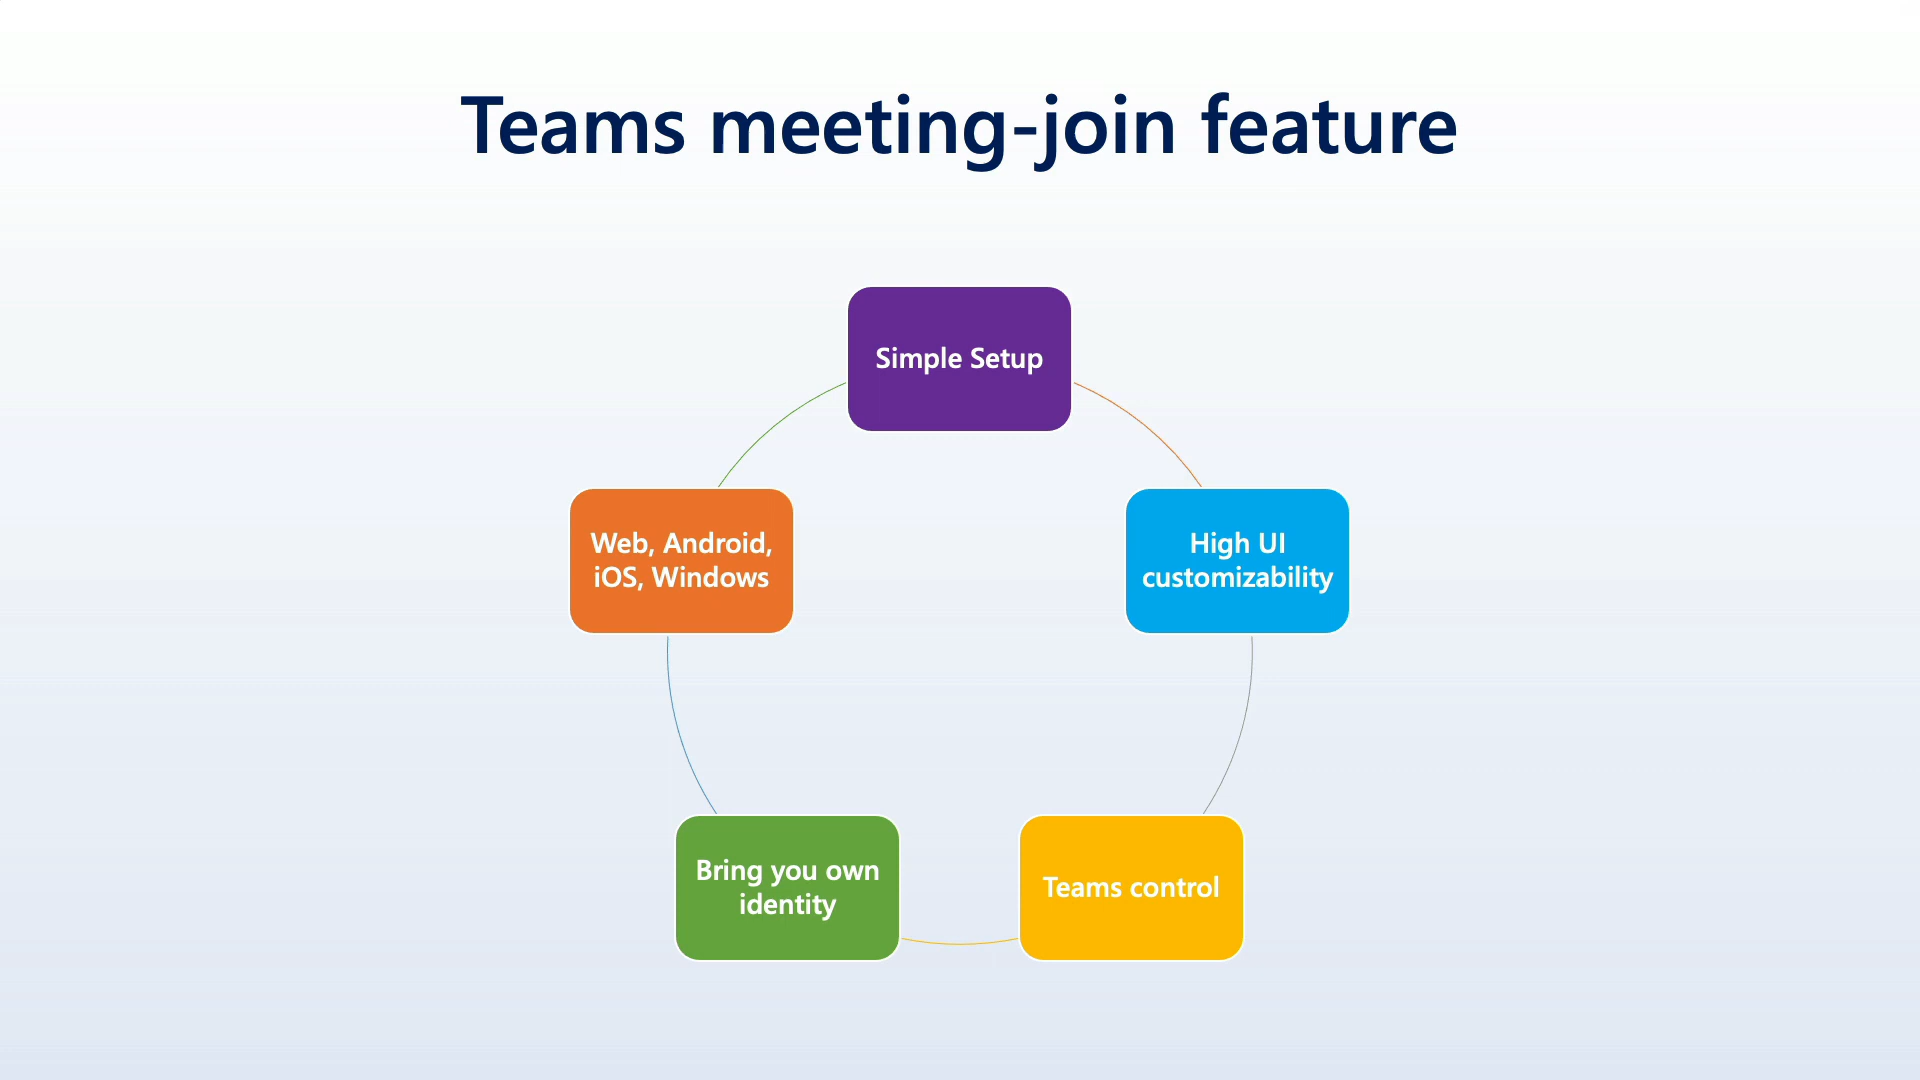 Teams meeting-join feature
Simple Setup
Web, Android,
iOS, Windows
High UI
customizability
Bring you own
identity
Teams control